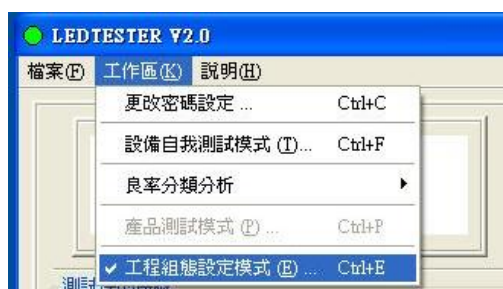 LEDTESTER V2.0
檔案(F) 工作區(K) 說明(H)
更改密碼設定 ... Ctrl+C
設備自我測試模式 (T)... Ctrl+F
良率分類分析
產品測試模式 (P) ... Ctrl+P
工程組態設定模式 (E) ... Ctrl+E
測試